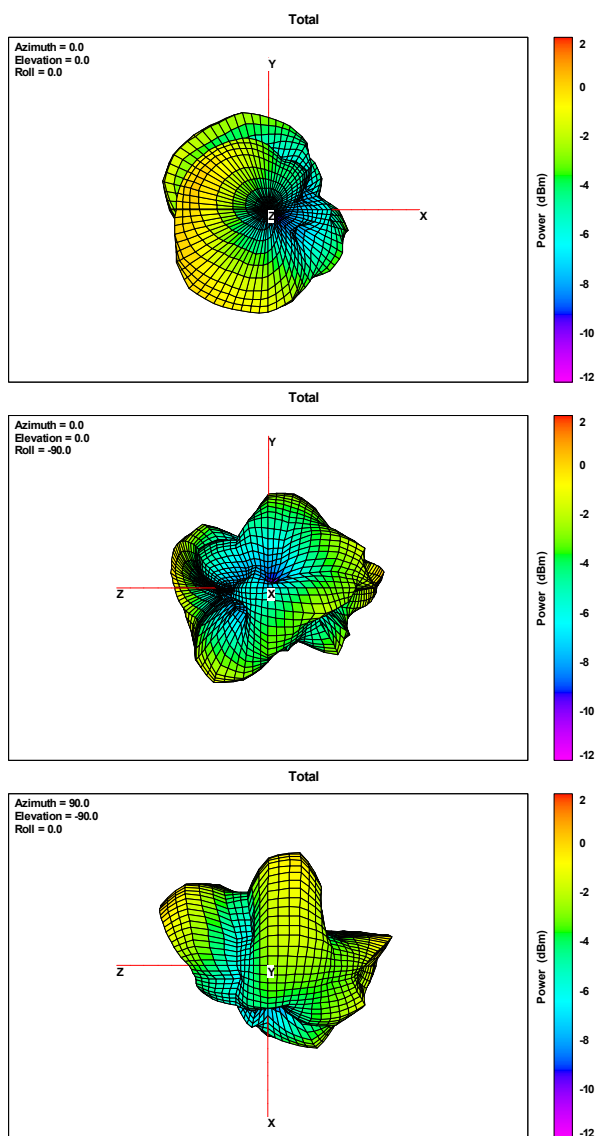 Total
Azimuth = 0.0
Elevation = 0.0
Roll = 0.0
Y
Z
X
2
0
-2
-4
-6
-8
-10
-12
Power (dBm)
Total
Azimuth = 0.0
Elevation = 0.0
Roll = -90.0
Y
Z
X
2
0
-2
-4
-6
-8
-10
-12
Power (dBm)
Total
Azimuth = 90.0
Elevation = -90.0
Roll = 0.0
Z
Y
X
2
0
-2
-4
-6
-8
-10
-12
Power (dBm)